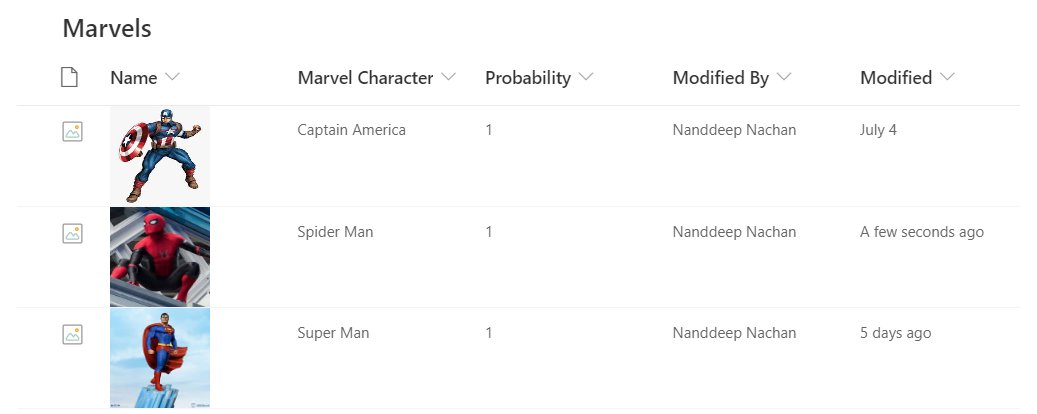 Marvels
Name Marvel Character Probability Modified By Modified
Captain America 1 Nanddeep Nachan July 4
Spider Man 1 Nanddeep Nachan A few seconds ago
Super Man 1 Nanddeep Nachan 5 days ago